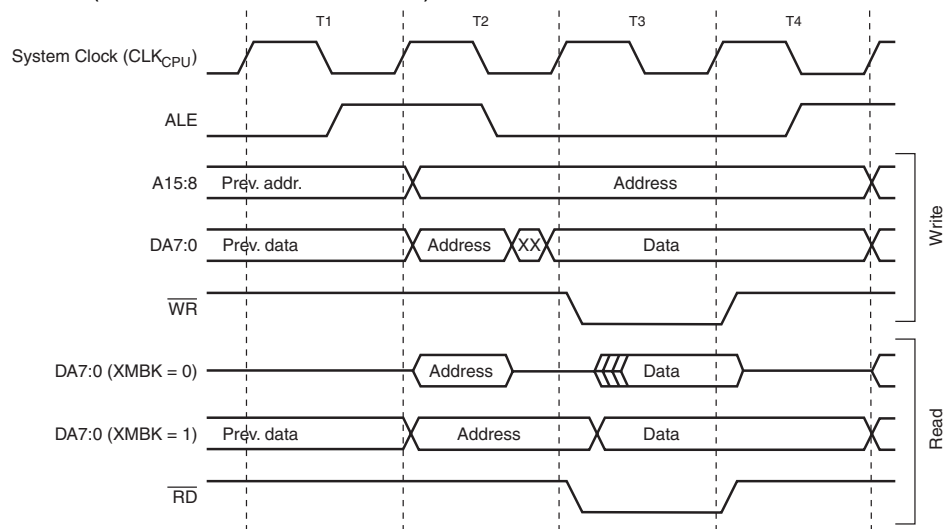 T1 T2 T3 T4
System Clock (CLKCPU)
ALE
A15:8 Prev. addr. Address
DA7:0 Prev. data Address XX Data
WR
Write
DA7:0 (XMBK = 0) Address Data
DA7:0 (XMBK = 1) Prev. data Address Data
RD
Read